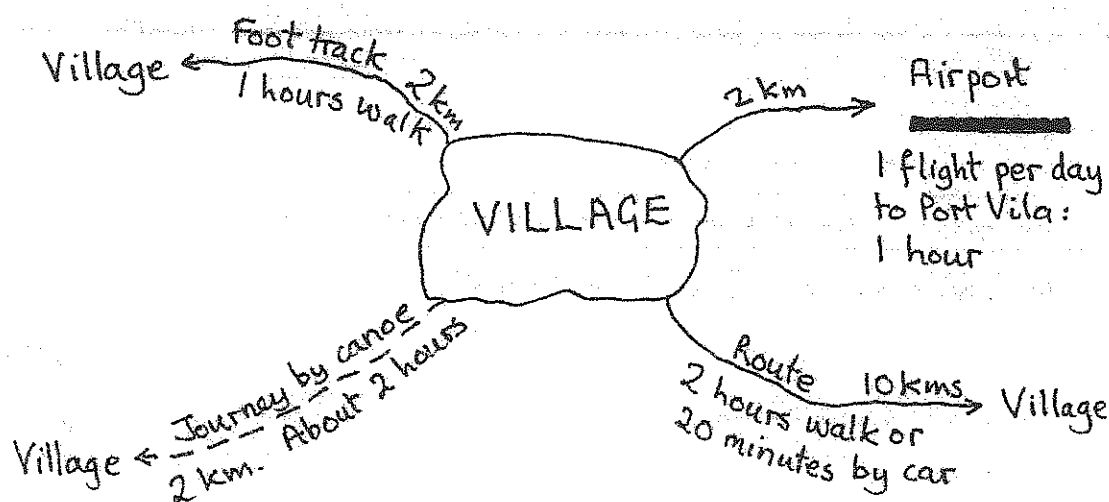 Village
Foot track 2km
1 hours walk
2 km
Airport
1 flight per day
to Port Vila:
1 hour
VILLAGE
Village
Journey by canoe
2 km. About 2 hours
Route 10 kms
2 hours walk or
20 minutes by car
Village